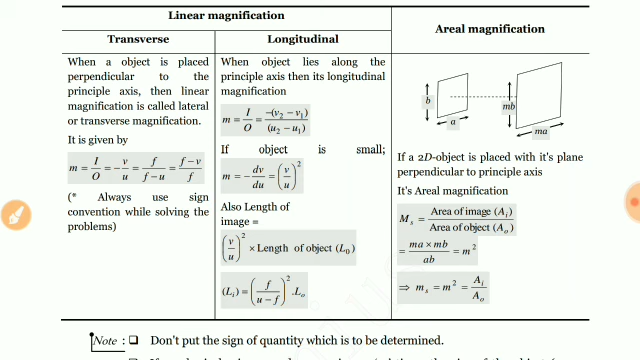 Linear magnification
Areal magnification
Transverse
Longitudinal
When a object is placed
perpendicular to the
principle axis, then linear
magnification is called lateral
or transverse magnification.
It is given by
m = I/O = -v/u = f/(f-u) = (f-v)/f
(* Always use sign
convention while solving the
problems)
When object lies along the
principle axis then its longitudinal
magnification
m = I/O = -(v₂ - v₁)/(u₂ - u₁)
If object is small;
m = -dv/du = (v/u)²
Also Length of
image =
(v/u)² × Length of object (L₀)
(Lᵢ) = (f/(u-f))² . Lₒ
b
a
mb
ma
If a 2D-object is placed with it's plane
perpendicular to principle axis
It's Areal magnification
Mₛ = Area of image (Aᵢ)/Area of object (Aₒ)
= (ma × mb)/ab = m²
⇒ mₛ = m² = Aᵢ/Aₒ
Note : ❑ Don't put the sign of quantity which is to be determined.